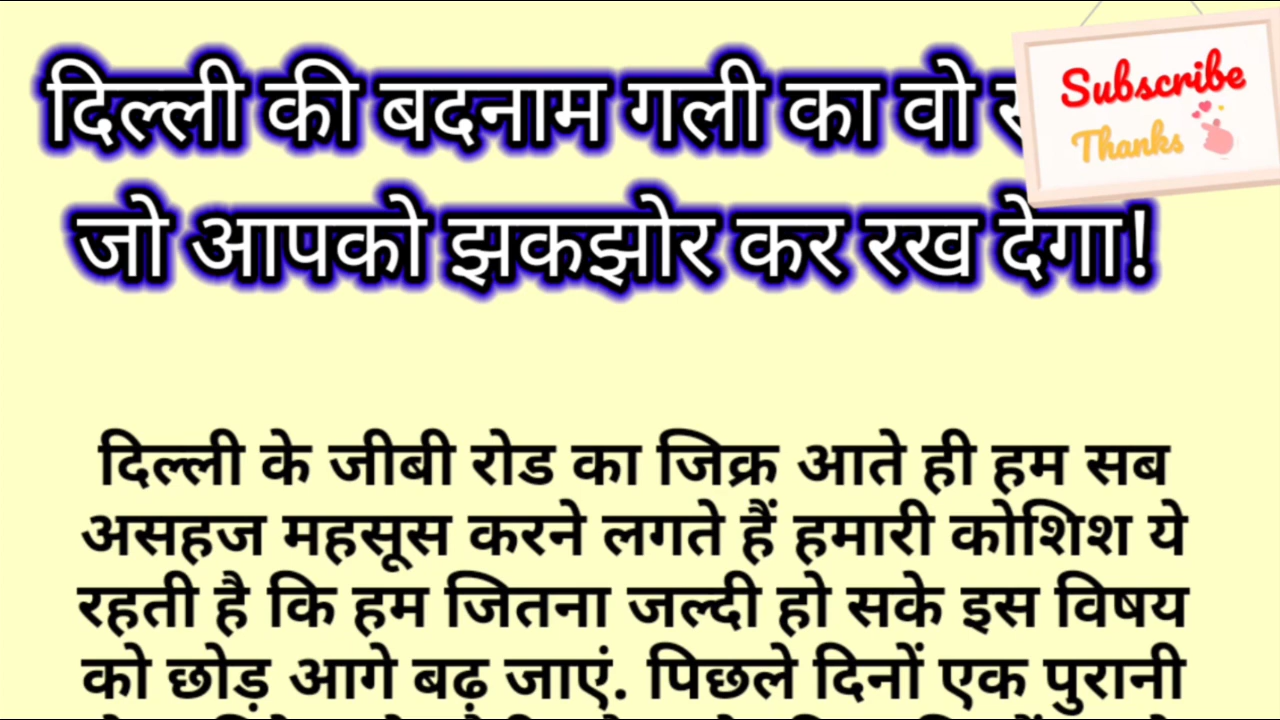 दिल्ली की बदनाम गली का वो
Subscribe
Thanks
जो आपको झकझोर कर रख देगा!
दिल्ली के जीबी रोड का जिक्र आते ही हम सब
असहज महसूस करने लगते हैं हमारी कोशिश ये
रहती है कि हम जितना जल्दी हो सके इस विषय
को छोड़ आगे बढ़ जाएं. पिछले दिनों एक पुरानी